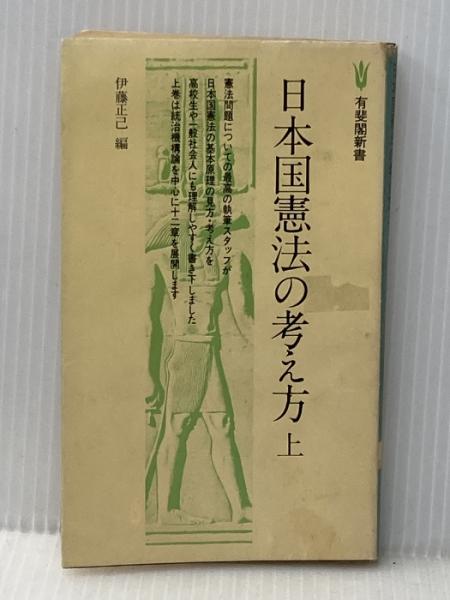 有斐閣新書
日本国憲法の考え方 上
憲法問題についての最高の執筆スタッフが
日本国憲法の基本原理の見方・考え方を
高校生や一般社会人にも理解しやすく書き下しました
上巻は統治機構論を中心に十二章を展開します
伊藤正己 編